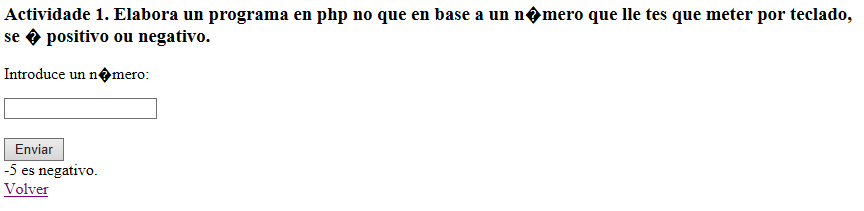 Actividade 1. Elabora un programa en php no que en base a un n�mero que lle tes que meter por teclado,
se � positivo ou negativo.
Introduce un n�mero:
Enviar
-5 es negativo.
Volver